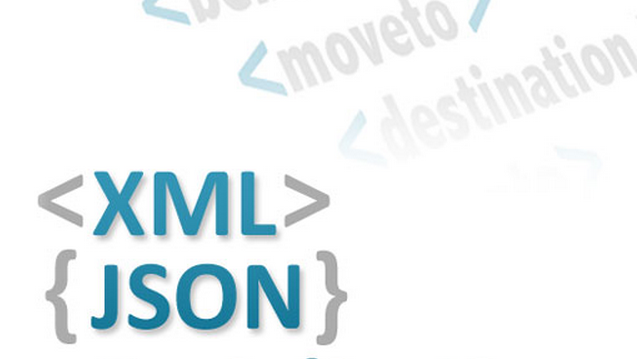 <moveto
<destination
<XML>
{JSON}